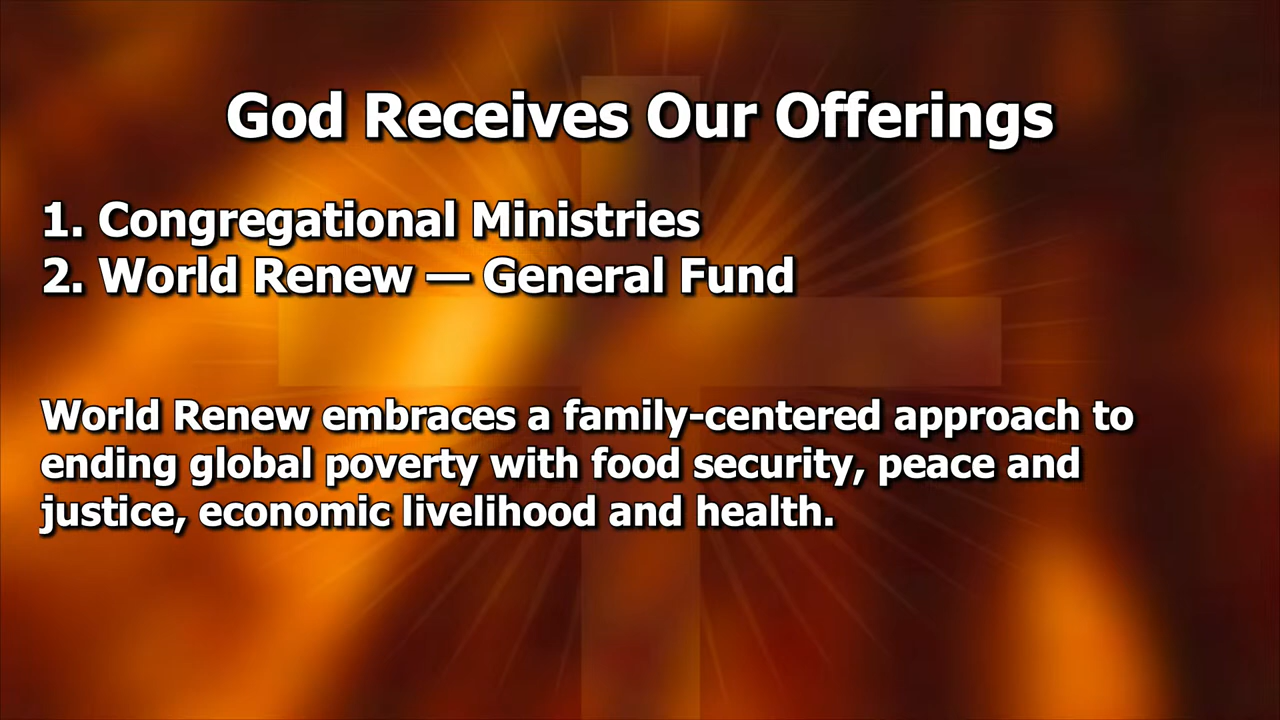 God Receives Our Offerings
1. Congregational Ministries
2. World Renew — General Fund
World Renew embraces a family-centered approach to
ending global poverty with food security, peace and
justice, economic livelihood and health.